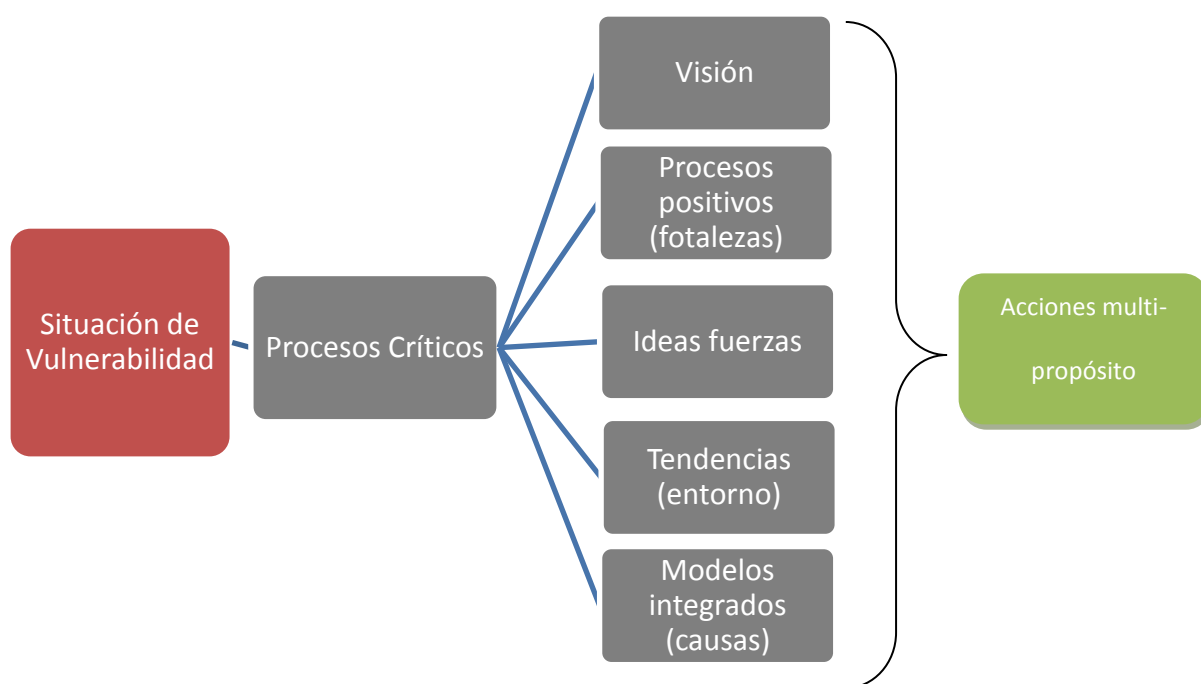 Situación de
Vulnerabilidad
Procesos Críticos
Visión
Procesos
positivos
(fotalezas)
Ideas fuerzas
Tendencias
(entorno)
Modelos
integrados
(causas)
Acciones multi-
propósito